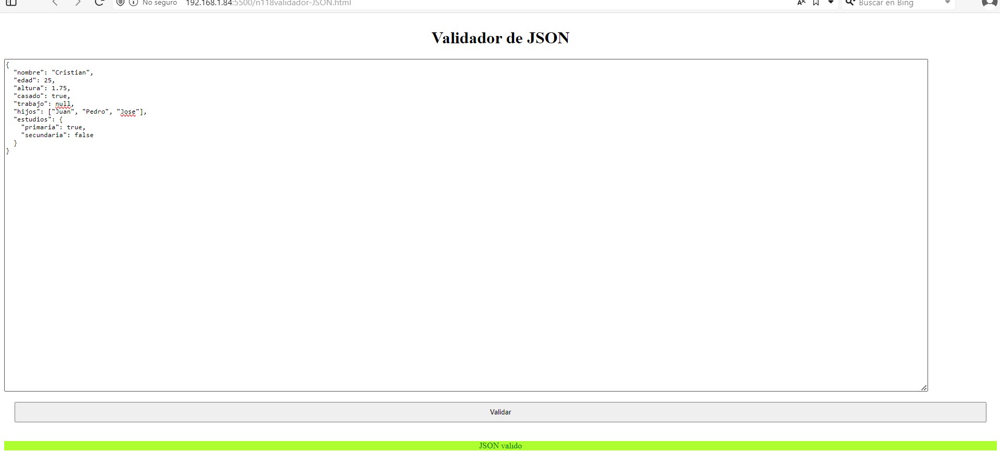 No seguro 192.168.1.84:5500/n118validador-JSON.html Buscar en Bing
Validador de JSON
{
  "nombre": "Cristian",
  "edad": 25,
  "altura": 1.75,
  "casado": true,
  "trabajo": null,
  "hijos": ["Juan", "Pedro", "Jose"],
  "estudios": {
    "primaria": true,
    "secundaria": false
  }
}
Validar
JSON valido